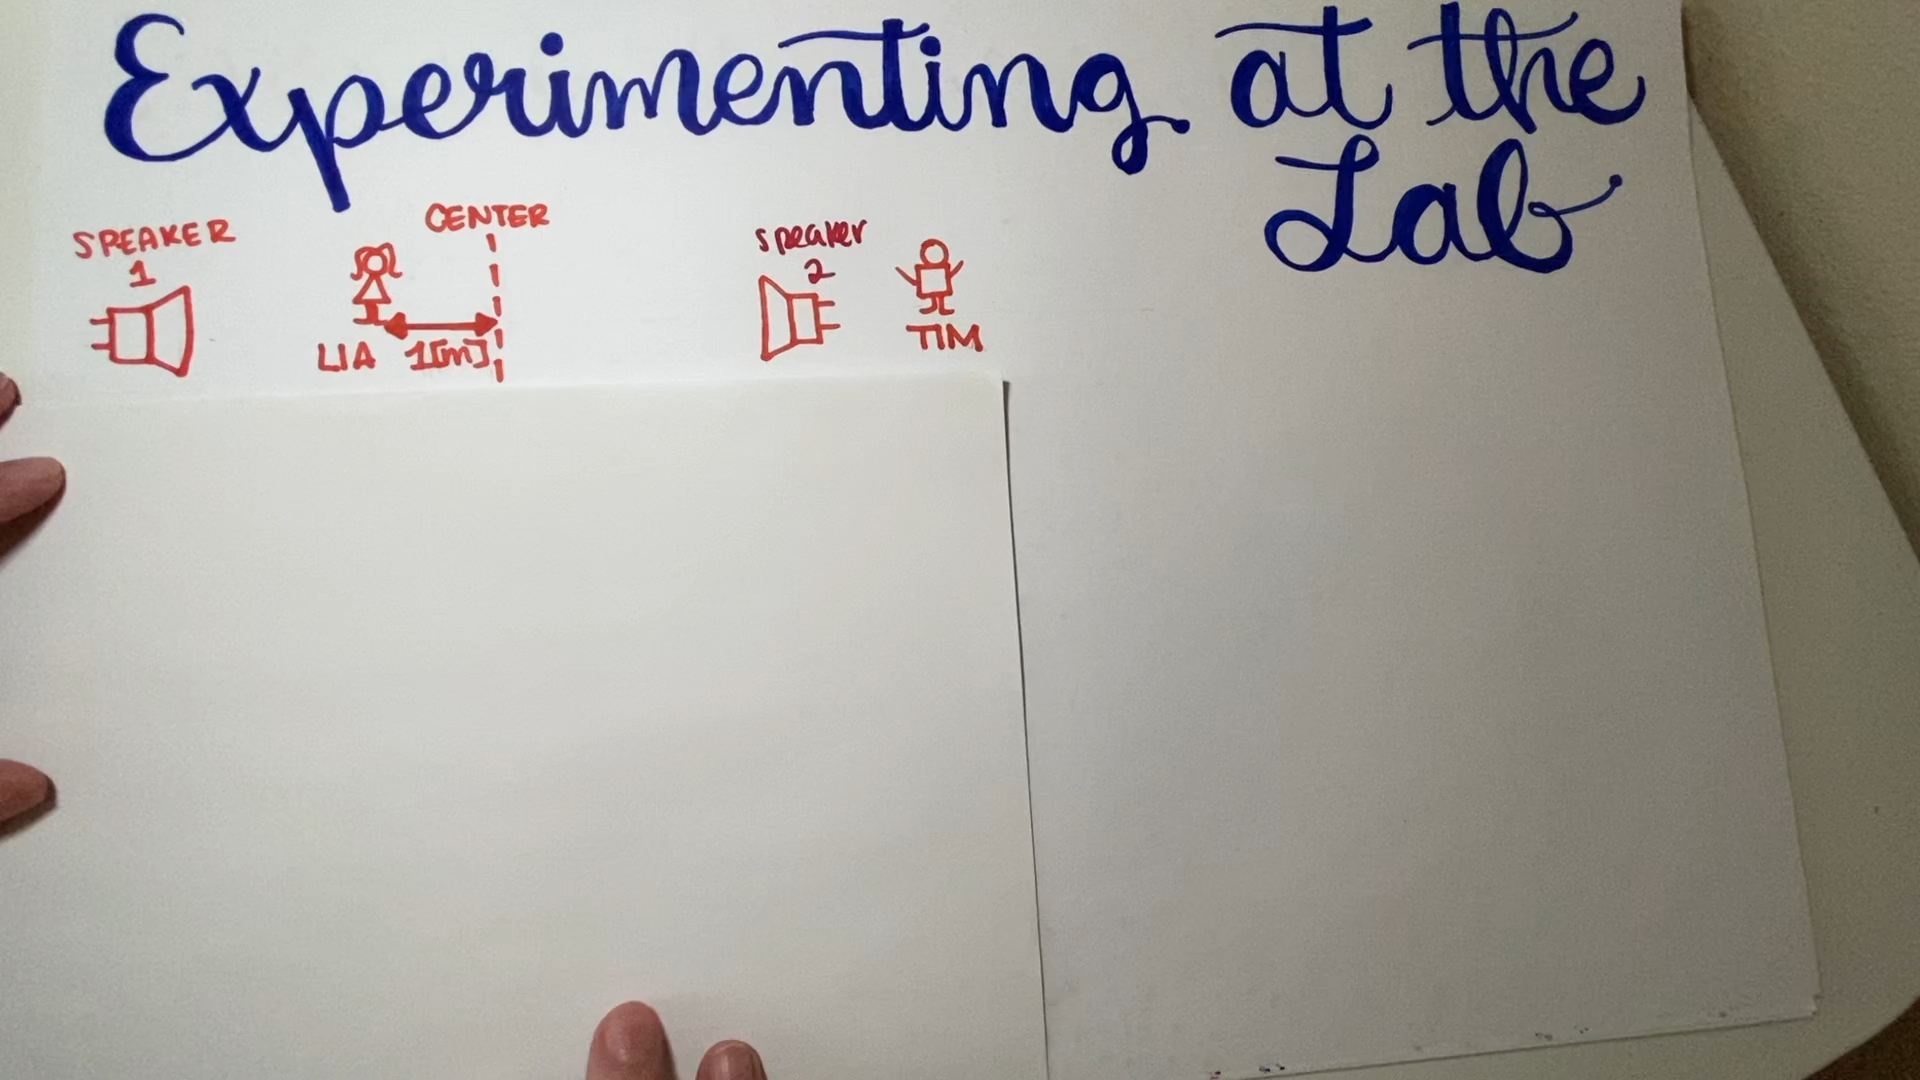 Experimenting at the
Lab
SPEAKER
1
CENTER
LIA
1[m]
speaker
2
TIM